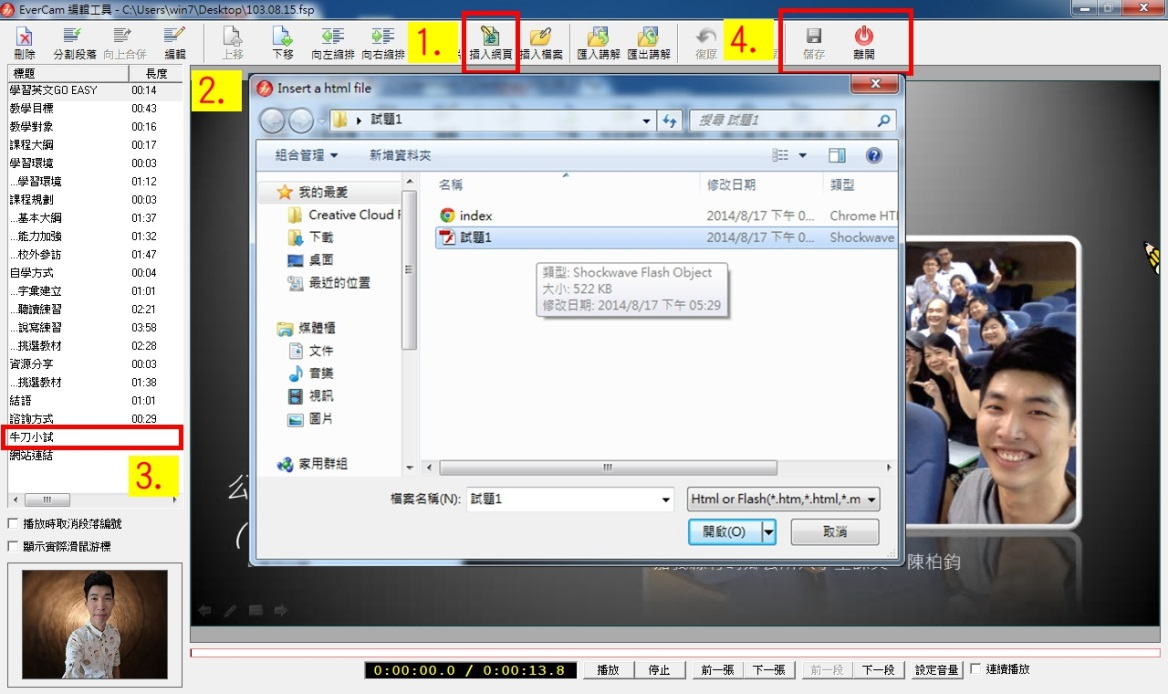 EverCam 編輯工具 - C:\Users\win7\Desktop\103.08.15.fsp
刪除 分割段落 向上合併 編輯 上移 下移 向左縮排 向右縮排 1. 插入網頁 插入檔案 匯入講解 匯出講解 復原 4. 儲存 離開
標題 長度
學習英文GO EASY 00:14
教學目標 00:43
教學對象 00:16
課程大綱 00:17
學習環境 00:03
...學習環境 01:12
課程規劃 00:03
...基本大綱 01:37
...能力加強 01:32
...校外參訪 01:47
自學方式 00:04
...字彙建立 01:01
...聽讀練習 02:21
...說寫練習 03:58
...挑選教材 02:28
資源分享 00:03
...挑選教材 01:38
結語 01:01
諮詢方式 00:29
牛刀小試
網站連結
3.
播放時取消段落編號
顯示實際滑鼠游標
2.
Insert a html file
試題1
搜尋 試題1
組合管理 新增資料夾
我的最愛
Creative Cloud F
下載
桌面
最近的位置
媒體櫃
文件
音樂
視訊
圖片
家用群組
名稱 修改日期 類型
index 2014/8/17 下午 0... Chrome HTI
試題1 2014/8/17 下午 0... Shockwave
類型: Shockwave Flash Object
大小: 522 KB
修改日期: 2014/8/17 下午 05:29
檔案名稱(N): 試題1 Html or Flash(*.htm,*.html,*.m
開啟(O) 取消
公
(
陳柏鈞
0:00:00.0 / 0:00:13.8 播放 停止 前一張 下一張 前一段 下一段 設定音量 連續播放